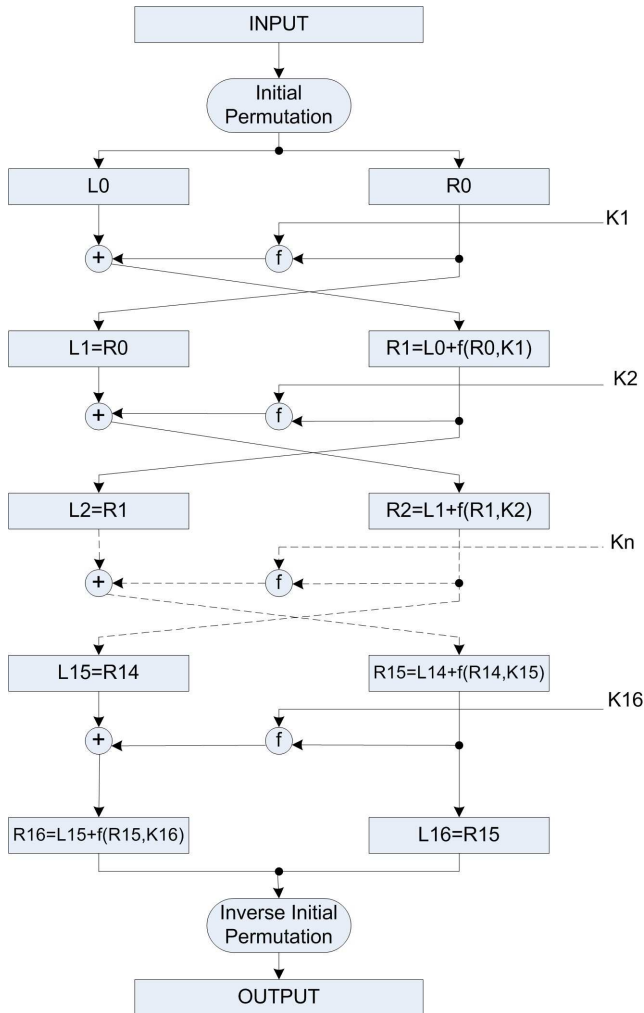 INPUT
Initial
Permutation
L0
R0
K1
+
f
L1=R0
R1=L0+f(R0,K1)
K2
+
f
L2=R1
R2=L1+f(R1,K2)
Kn
+
f
L15=R14
R15=L14+f(R14,K15)
K16
+
f
R16=L15+f(R15,K16)
L16=R15
Inverse Initial
Permutation
OUTPUT